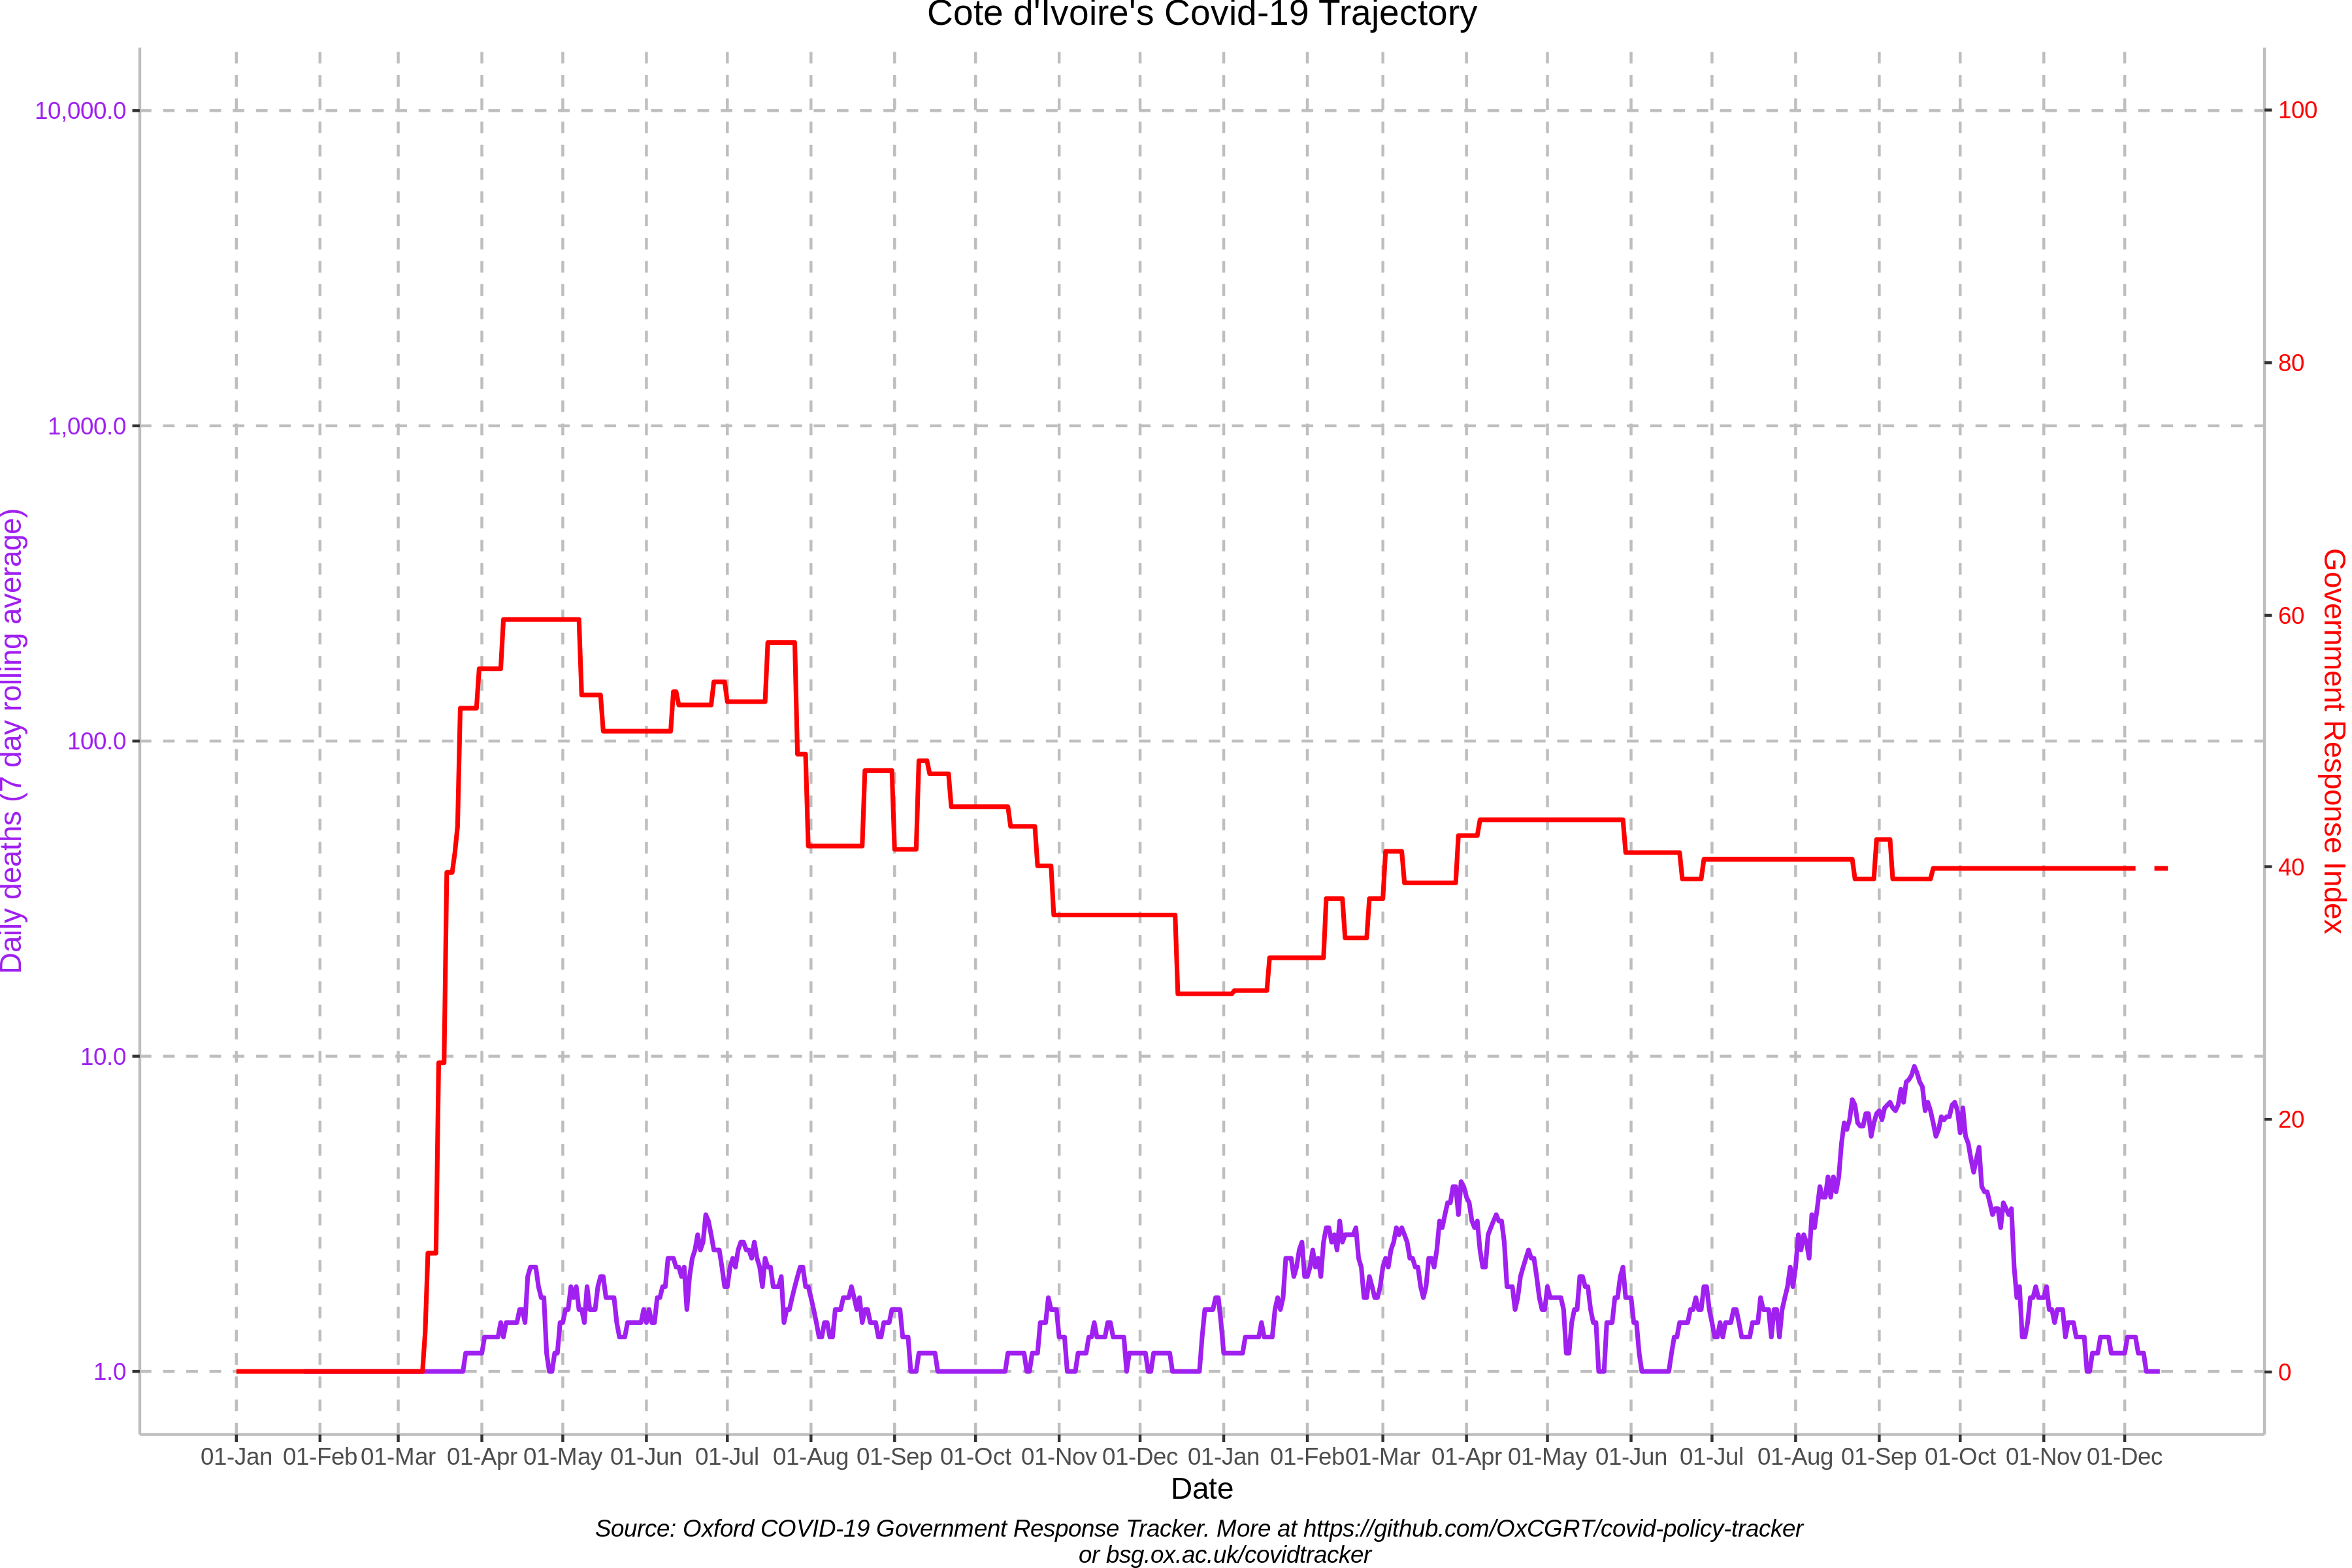 Cote d'Ivoire's Covid-19 Trajectory
10,000.0
1,000.0
100.0
10.0
1.0
Daily deaths (7 day rolling average)
100
80
60
40
20
0
Government Response Index
01-Jan 01-Feb 01-Mar 01-Apr 01-May 01-Jun 01-Jul 01-Aug 01-Sep 01-Oct 01-Nov 01-Dec 01-Jan 01-Feb 01-Mar 01-Apr 01-May 01-Jun 01-Jul 01-Aug 01-Sep 01-Oct 01-Nov 01-Dec
Date
Source: Oxford COVID-19 Government Response Tracker. More at https://github.com/OxCGRT/covid-policy-tracker
or bsg.ox.ac.uk/covidtracker